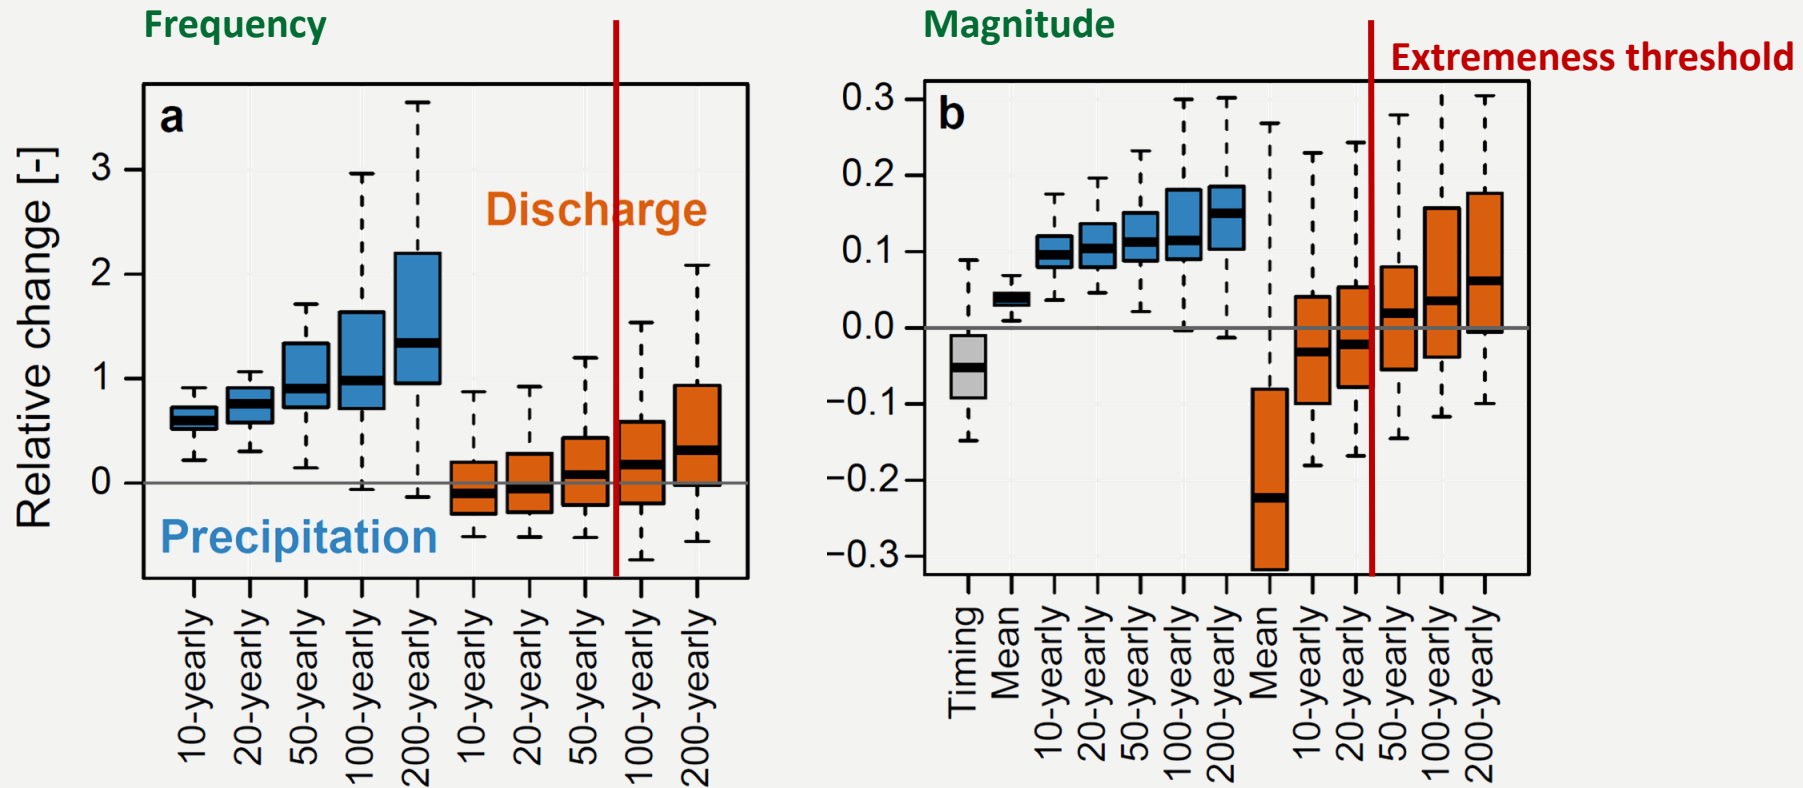 Frequency
Magnitude
Extremeness threshold
Relative change [-]
a
3
2
1
0
Discharge
Precipitation
10-yearly
20-yearly
50-yearly
100-yearly
200-yearly
10-yearly
20-yearly
50-yearly
100-yearly
200-yearly
b
0.3
0.2
0.1
0.0
−0.1
−0.2
−0.3
Timing
Mean
10-yearly
20-yearly
50-yearly
100-yearly
200-yearly
Mean
10-yearly
20-yearly
50-yearly
100-yearly
200-yearly